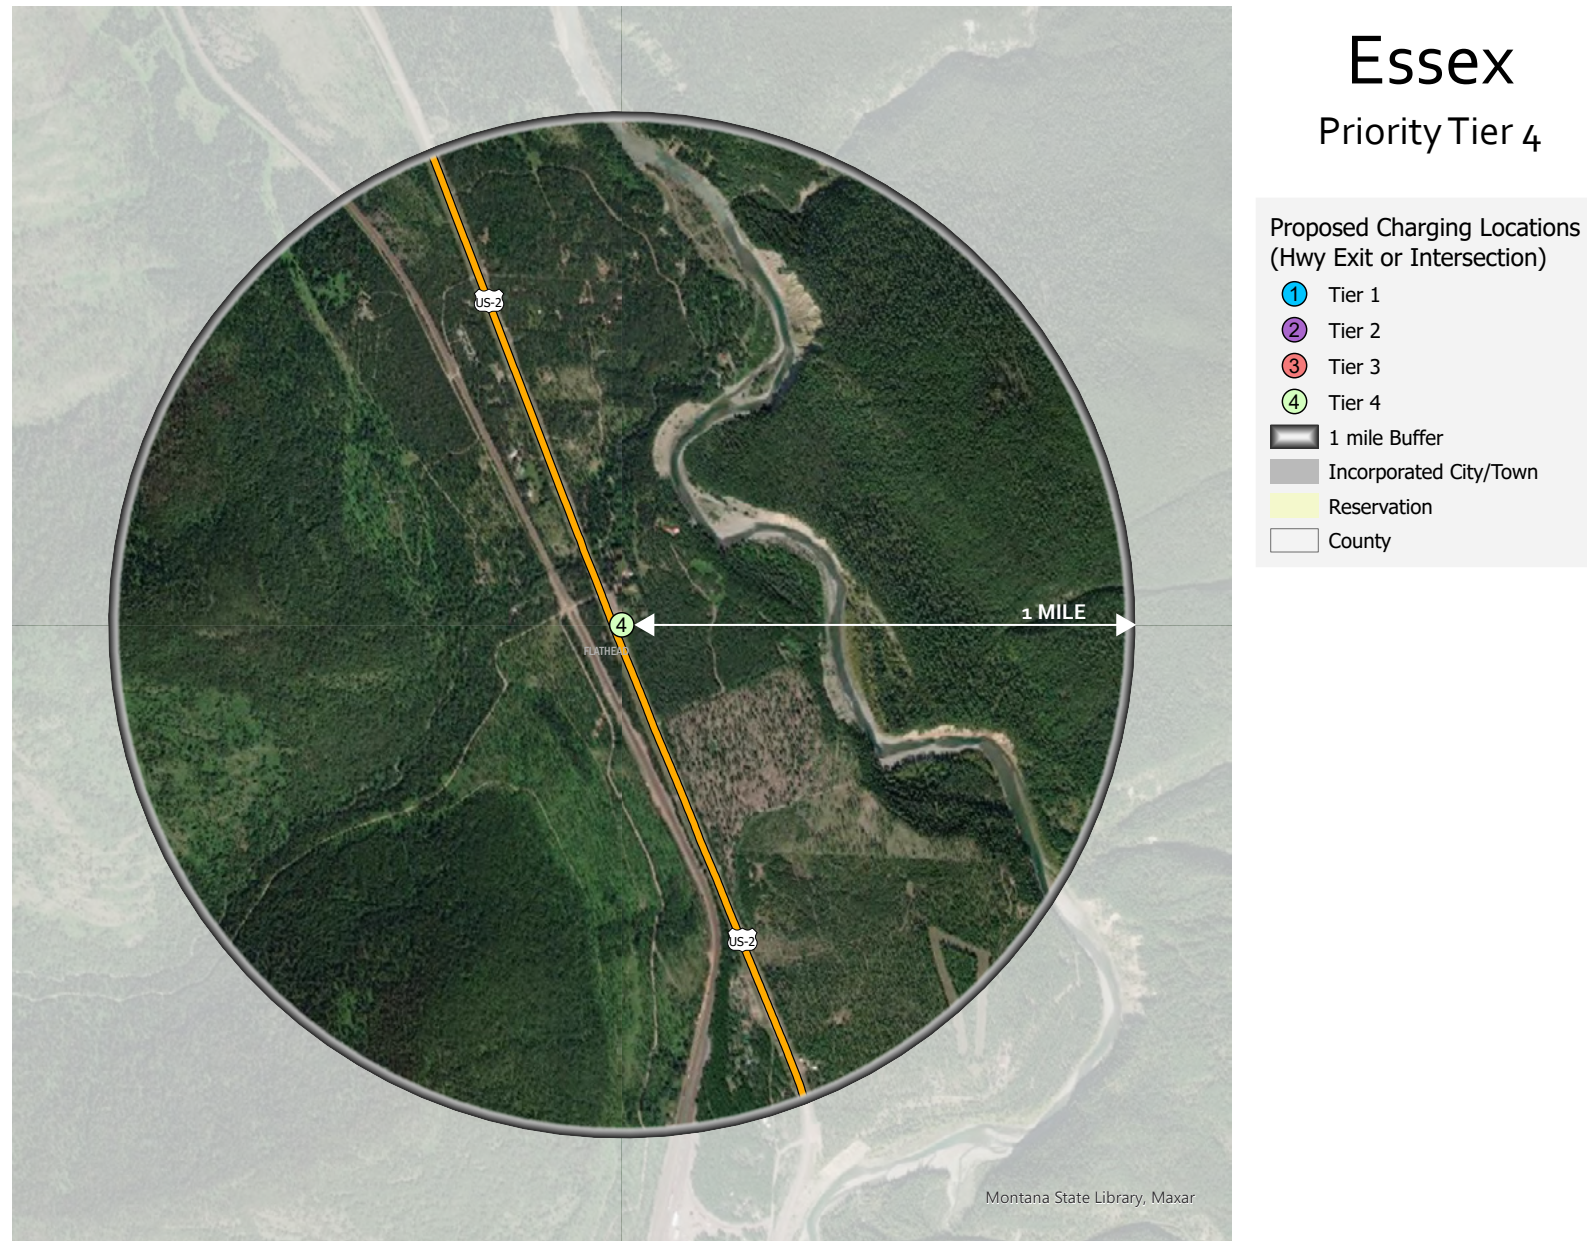 Essex
Priority Tier 4
Proposed Charging Locations
(Hwy Exit or Intersection)
1 Tier 1
2 Tier 2
3 Tier 3
4 Tier 4
1 mile Buffer
Incorporated City/Town
Reservation
County
US-2
4
1 MILE
FLATHEAD
US-2
Montana State Library, Maxar